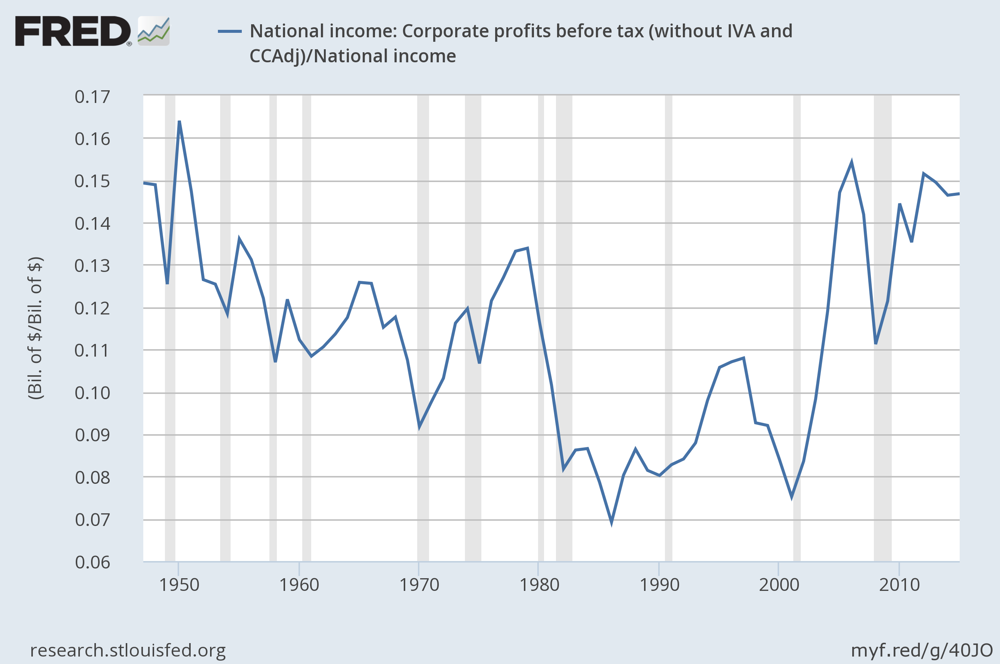 FRED®
National income: Corporate profits before tax (without IVA and
CCAdj)/National income
(Bil. of $/Bil. of $)
0.17
0.16
0.15
0.14
0.13
0.12
0.11
0.10
0.09
0.08
0.07
0.06
1950 1960 1970 1980 1990 2000 2010
research.stlouisfed.org
myf.red/g/40JO